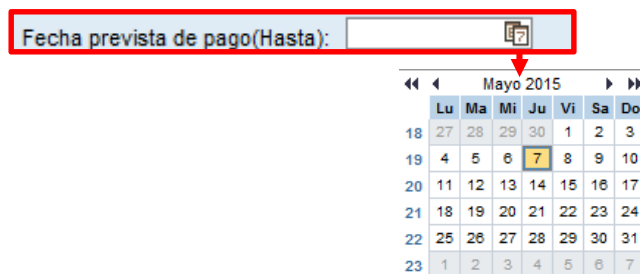 Fecha prevista de pago(Hasta):
Mayo 2015
Lu Ma Mi Ju Vi Sa Do
18 27 28 29 30 1 2 3
19 4 5 6 7 8 9 10
20 11 12 13 14 15 16 17
21 18 19 20 21 22 23 24
22 25 26 27 28 29 30 31
23 1 2 3 4 5 6 7